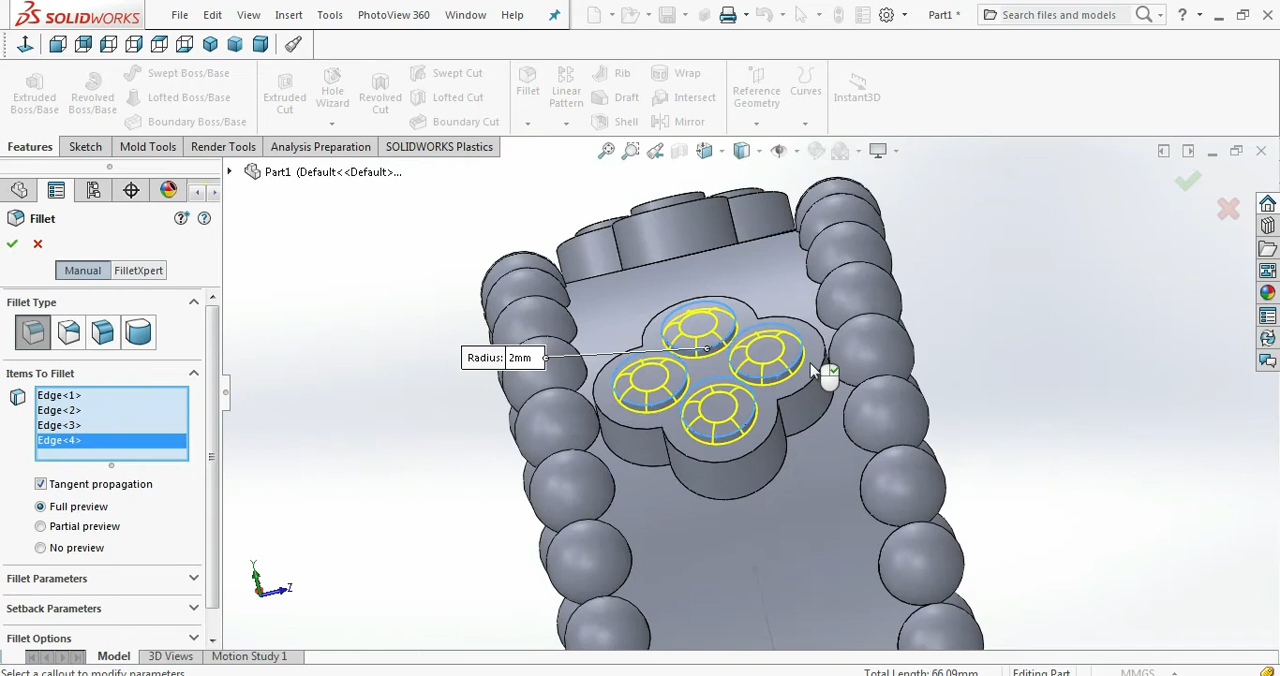 SOLIDWORKS
File Edit View Insert Tools PhotoView 360 Window Help
Part1 *
Search files and models
?
Extruded Boss/Base
Revolved Boss/Base
Swept Boss/Base
Lofted Boss/Base
Boundary Boss/Base
Extruded Cut
Hole Wizard
Revolved Cut
Swept Cut
Lofted Cut
Boundary Cut
Fillet
Linear Pattern
Rib
Draft
Shell
Wrap
Intersect
Mirror
Reference Geometry
Curves
Instant3D
Features Sketch Mold Tools Render Tools Analysis Preparation SOLIDWORKS Plastics
Part1 (Default<<Default>...
Fillet
Manual FilletXpert
Fillet Type
Items To Fillet
Edge<1>
Edge<2>
Edge<3>
Edge<4>
Tangent propagation
Full preview
Partial preview
No preview
Fillet Parameters
Setback Parameters
Fillet Options
Radius: 2mm
Y
Z
Model 3D Views Motion Study 1
Select a callout to modify parameters
Total Length: 66.09mm Editing Part MMGS